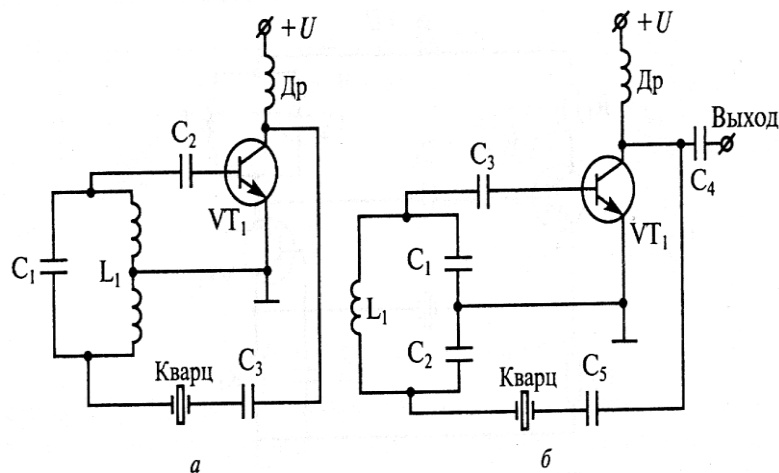 +U
Др
C₂
VT₁
C₁
L₁
Кварц
C₃
а
+U
Др
Выход
C₄
C₃
VT₁
C₁
L₁
C₂
Кварц
C₅
б